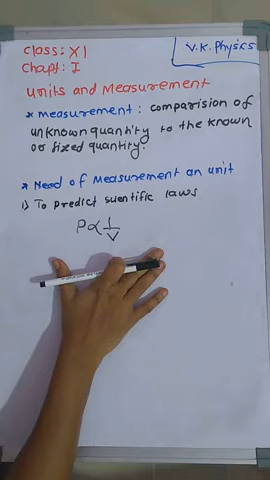 Class: XI
V.K. Physics
Chapt: I
Units and Measurement
* Measurement: comparision of
unknown quantity to the known
or fixed quantity.
* Need of Measurement an unit
1) To predict scientific laws
P ∝ 1/V